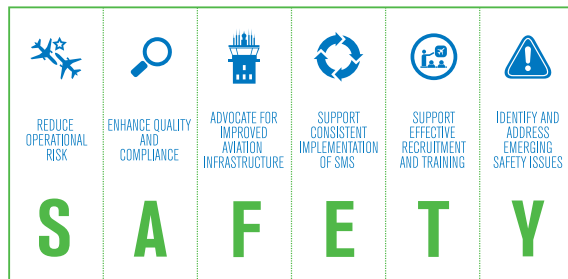 REDUCE
OPERATIONAL
RISK
ENHANCE QUALITY
AND
COMPLIANCE
ADVOCATE FOR
IMPROVED
AVIATION
INFRASTRUCTURE
SUPPORT
CONSISTENT
IMPLEMENTATION
OF SMS
SUPPORT
EFFECTIVE
RECRUITMENT
AND TRAINING
IDENTIFY AND
ADDRESS
EMERGING
SAFETY ISSUES
S A F E T Y